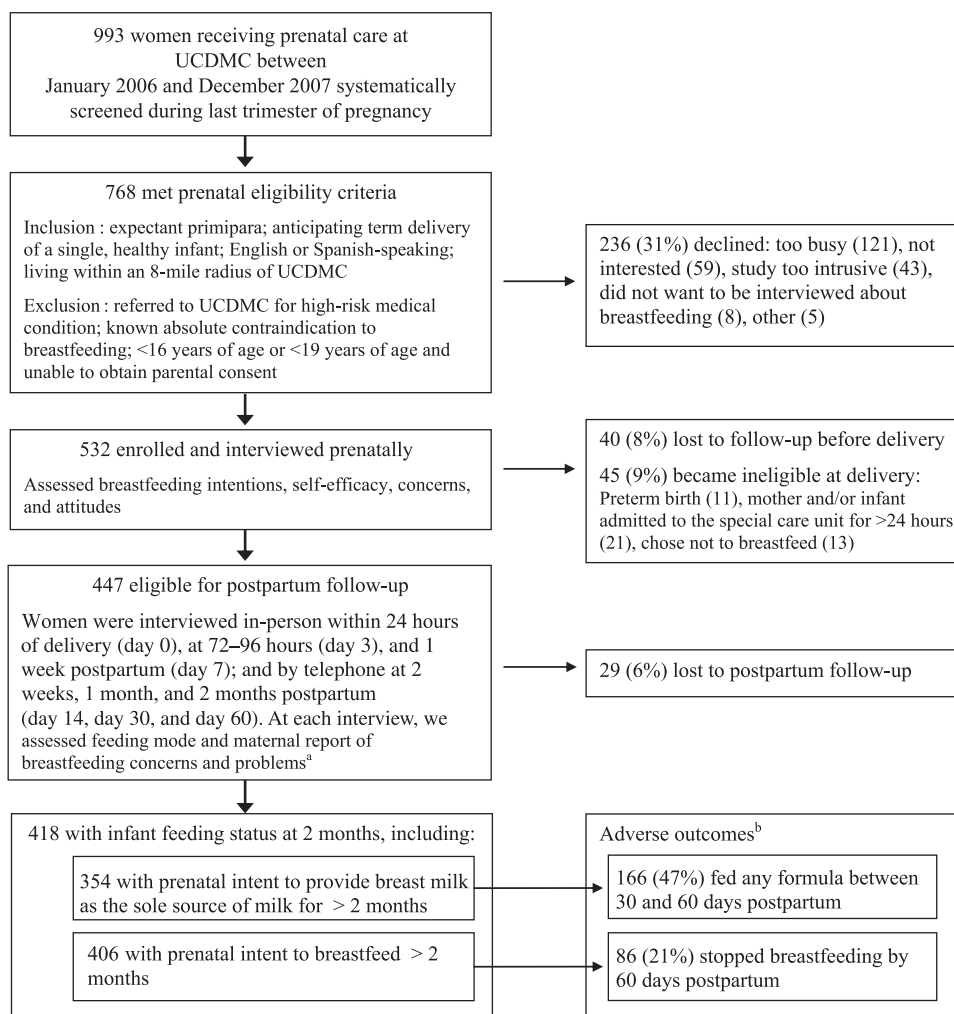 993 women receiving prenatal care at
UCDMC between
January 2006 and December 2007 systematically
screened during last trimester of pregnancy
768 met prenatal eligibility criteria
Inclusion : expectant primipara; anticipating term delivery
of a single, healthy infant; English or Spanish-speaking;
living within an 8-mile radius of UCDMC
Exclusion : referred to UCDMC for high-risk medical
condition; known absolute contraindication to
breastfeeding; <16 years of age or <19 years of age and
unable to obtain parental consent
236 (31%) declined: too busy (121), not
interested (59), study too intrusive (43),
did not want to be interviewed about
breastfeeding (8), other (5)
532 enrolled and interviewed prenatally
Assessed breastfeeding intentions, self-efficacy, concerns,
and attitudes
40 (8%) lost to follow-up before delivery
45 (9%) became ineligible at delivery:
Preterm birth (11), mother and/or infant
admitted to the special care unit for >24 hours
(21), chose not to breastfeed (13)
447 eligible for postpartum follow-up
Women were interviewed in-person within 24 hours
of delivery (day 0), at 72–96 hours (day 3), and 1
week postpartum (day 7); and by telephone at 2
weeks, 1 month, and 2 months postpartum
(day 14, day 30, and day 60). At each interview, we
assessed feeding mode and maternal report of
breastfeeding concerns and problemsa
29 (6%) lost to postpartum follow-up
418 with infant feeding status at 2 months, including:
354 with prenatal intent to provide breast milk
as the sole source of milk for > 2 months
406 with prenatal intent to breastfeed > 2
months
Adverse outcomesb
166 (47%) fed any formula between
30 and 60 days postpartum
86 (21%) stopped breastfeeding by
60 days postpartum